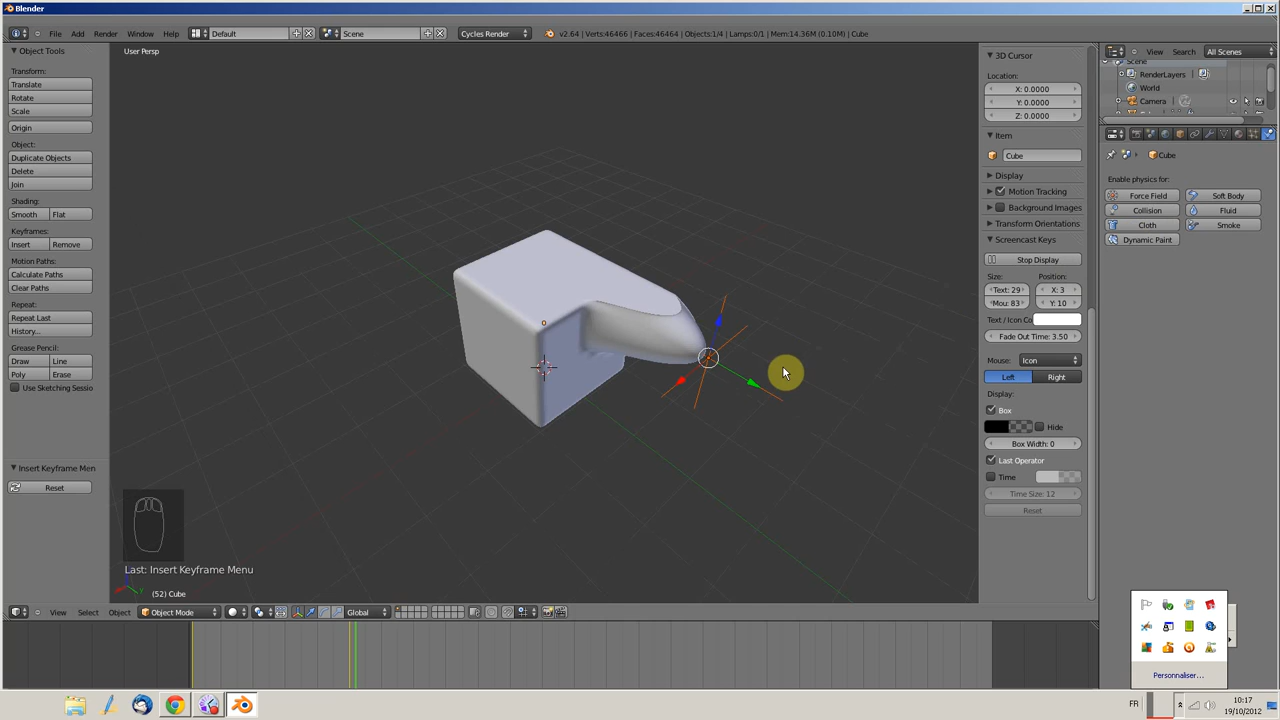 Blender
File Add Render Window Help Default Scene Cycles Render v2.64 | Verts:46466 | Faces:46464 | Objects:1/4 | Lamps:0/1 | Mem:14.36M (0.10M) | Cube
Object Tools
Transform:
Translate
Rotate
Scale
Origin
Object:
Duplicate Objects
Delete
Join
Shading:
Smooth Flat
Keyframes:
Insert Remove
Motion Paths:
Calculate Paths
Clear Paths
Repeat:
Repeat Last
History...
Grease Pencil:
Draw Line
Poly Erase
Use Sketching Sessio
Insert Keyframe Men
Reset
User Persp
Last: Insert Keyframe Menu
(52) Cube
View Select Object Object Mode Global
3D Cursor
Location:
X: 0.0000
Y: 0.0000
Z: 0.0000
Item
Cube
Display
Motion Tracking
Background Images
Transform Orientations
Screencast Keys
Stop Display
Size: Position:
Text: 29 X: 3
Mou: 83 Y: 10
Text / Icon Co
Fade Out Time: 3.50
Mouse: Icon
Left Right
Display:
Box
Hide
Box Width: 0
Last Operator
Time
Time Size: 12
Reset
View Search All Scenes
Scene
RenderLayers
World
Camera
Cube
Enable physics for:
Force Field Soft Body
Collision Fluid
Cloth Smoke
Dynamic Paint
Personnaliser...
FR
10:17
19/10/2012